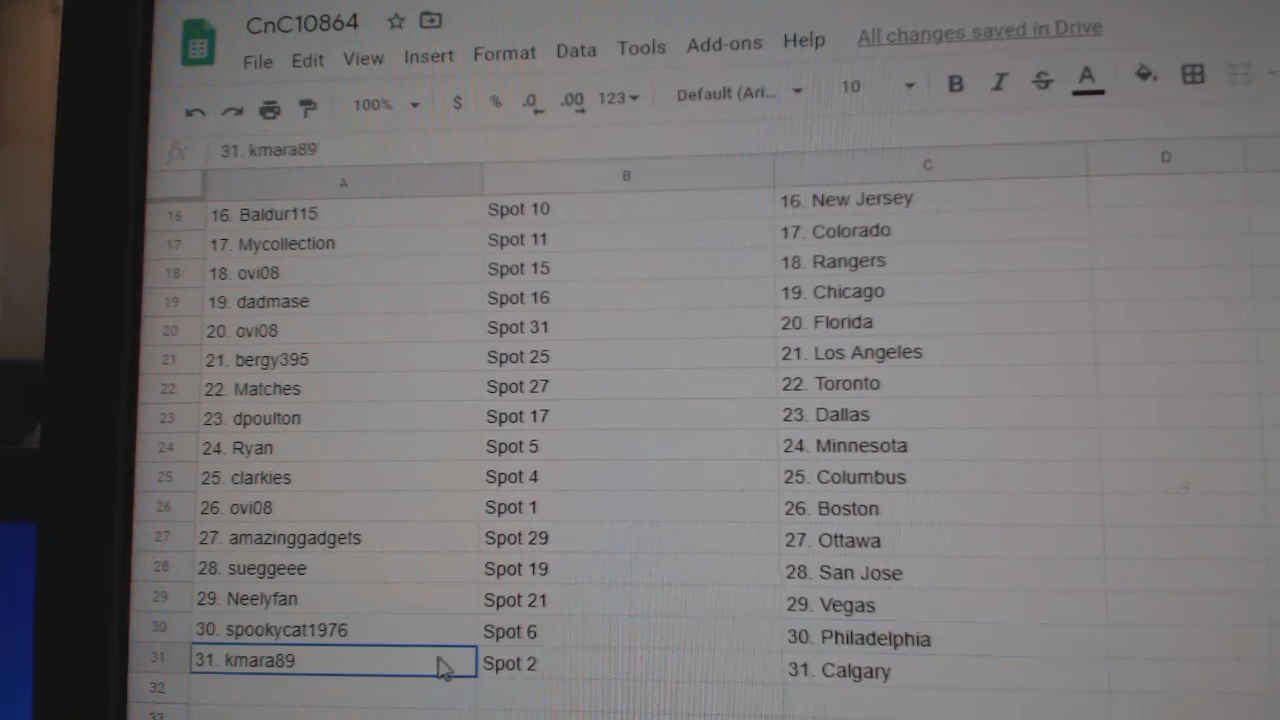 CnC10864
File Edit View Insert Format Data Tools Add-ons Help All changes saved in Drive
100% $ % .0 .00 123 Default (Ari... 10 B I S A
fx 31. kmara89
A B C D
16 16. Baldur115 Spot 10 16. New Jersey
17 17. Mycollection Spot 11 17. Colorado
18 18. ovi08 Spot 15 18. Rangers
19 19. dadmase Spot 16 19. Chicago
20 20. ovi08 Spot 31 20. Florida
21 21. bergy395 Spot 25 21. Los Angeles
22 22. Matches Spot 27 22. Toronto
23 23. dpoulton Spot 17 23. Dallas
24 24. Ryan Spot 5 24. Minnesota
25 25. clarkies Spot 4 25. Columbus
26 26. ovi08 Spot 1 26. Boston
27 27. amazinggadgets Spot 29 27. Ottawa
28 28. sueggeee Spot 19 28. San Jose
29 29. Neelyfan Spot 21 29. Vegas
30 30. spookycat1976 Spot 6 30. Philadelphia
31 31. kmara89 Spot 2 31. Calgary
32
33